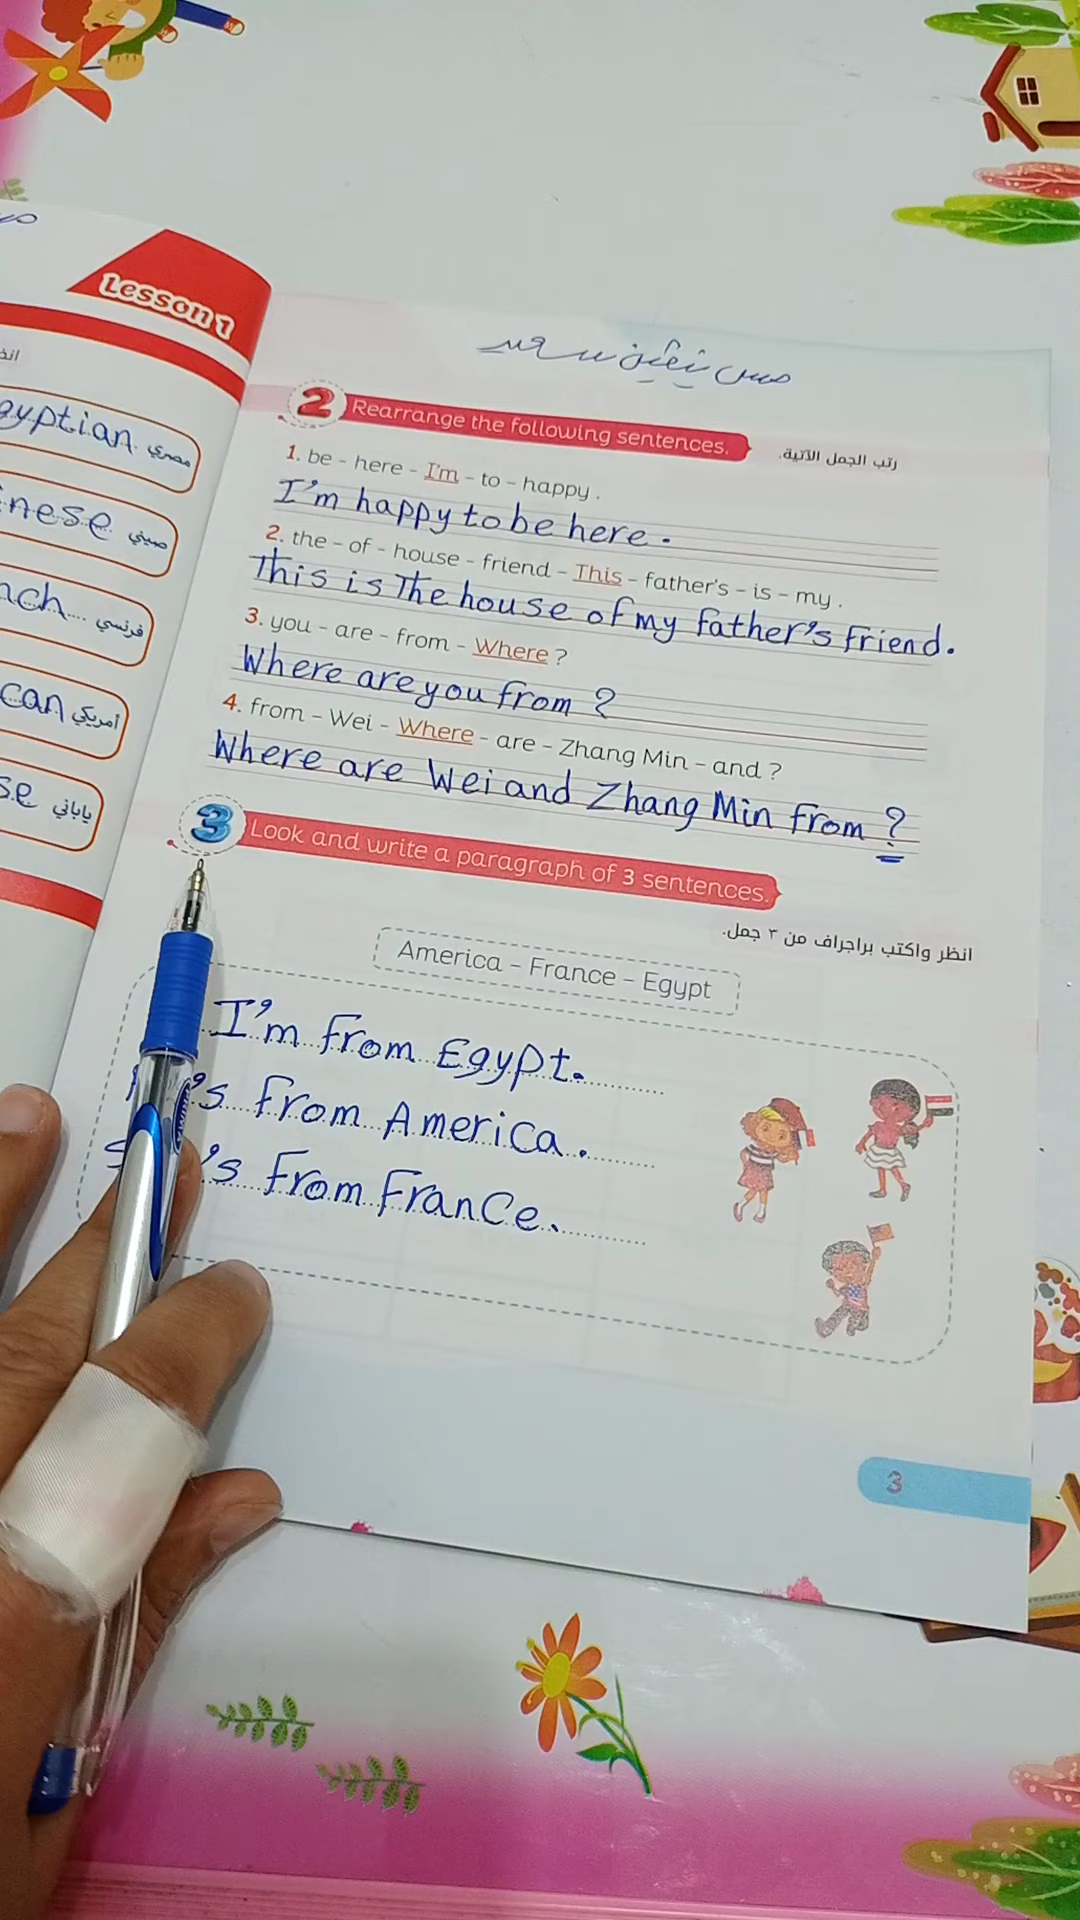 Lesson 1
gyptian. مصري
nese صيني
nch.... فرنسي
can أمريكي
se ياباني
2 Rearrange the following sentences.
رتب الجمل الآتية.
1. be - here - I'm - to - happy .
I'm happy to be here.
2. the - of - house - friend - This - father's - is - my .
This is The house of my father's friend.
3. you - are - from - Where ?
Where are you from ?
4. from - Wei - Where - are - Zhang Min - and ?
Where are Wei and Zhang Min from ?
3 Look and write a paragraph of 3 sentences.
انظر واكتب براجراف من ٣ جمل.
America - France - Egypt
I'm from Egypt.
's from America.
's from France.
3